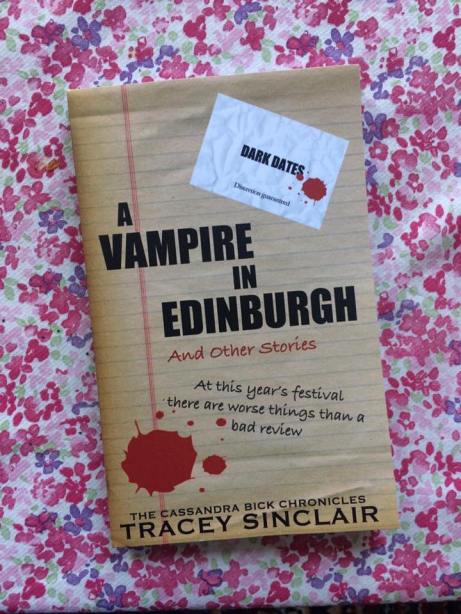 DARK DATES
Discretion guaranteed
A
VAMPIRE
IN
EDINBURGH
And Other Stories
At this year's festival
there are worse things than a
bad review
THE CASSANDRA BICK CHRONICLES
TRACEY SINCLAIR